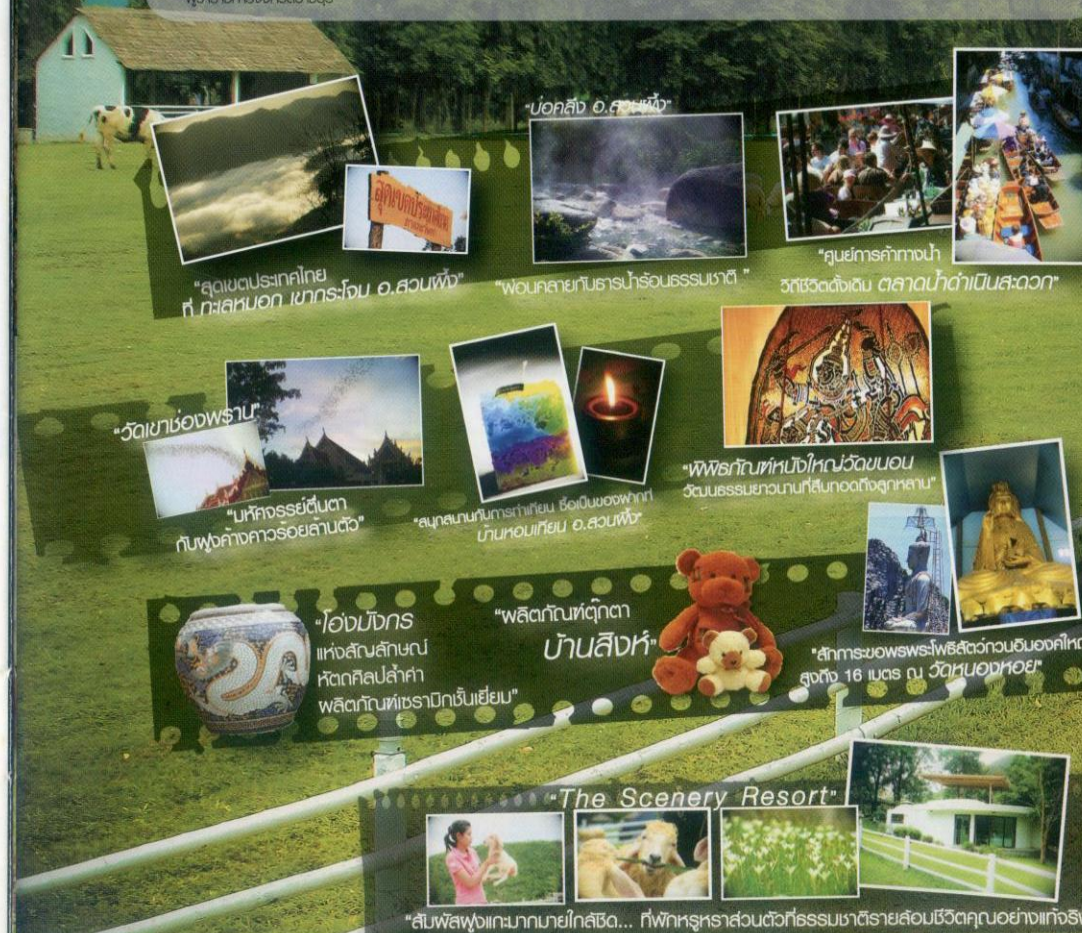 "บ่อคลึง อ.สวนผึ้ง"
สุดเขตประเทศไทย
"สุดเขตประเทศไทย
ที่ ทะเลหมอก เขากระโจม อ.สวนผึ้ง"
"ผ่อนคลายกับธารน้ำร้อนธรรมชาติ "
"ศูนย์การค้าทางน้ำ
วิถีชีวิตดั้งเดิม ตลาดน้ำดำเนินสะดวก"
"วัดเขาช่องพราน"
"มหัศจรรย์ตื่นตา
กับฝูงค้างคาวร้อยล้านตัว"
"สนุกสนานกับการทำเทียน ซื้อเป็นของฝากที่
บ้านหอมเทียน อ.สวนผึ้ง"
"พิพิธภัณฑ์หนังใหญ่วัดขนอน
วัฒนธรรมยาวนานที่สืบทอดถึงลูกหลาน"
"โอ่งมังกร
แห่งสัญลักษณ์
หัตถศิลปล้ำค่า
ผลิตภัณฑ์เซรามิกชั้นเยี่ยม"
"ผลิตภัณฑ์ตุ๊กตา
บ้านสิงห์"
"สักการะขอพรพระโพธิสัตว์กวนอิมองค์ใหญ่
สูงถึง 16 เมตร ณ วัดหนองหอย"
"The Scenery Resort"
"สัมผัสฝูงแกะมากมายใกล้ชิด... ที่พักหรูหราส่วนตัวที่ธรรมชาติรายล้อมชีวิตคุณอย่างแท้จริง